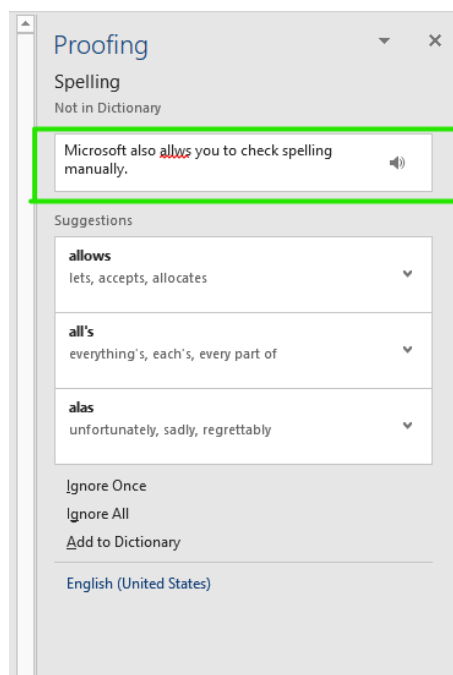 Proofing
Spelling
Not in Dictionary
Microsoft also allws you to check spelling
manually.
Suggestions
allows
lets, accepts, allocates
all's
everything's, each's, every part of
alas
unfortunately, sadly, regrettably
Ignore Once
Ignore All
Add to Dictionary
English (United States)